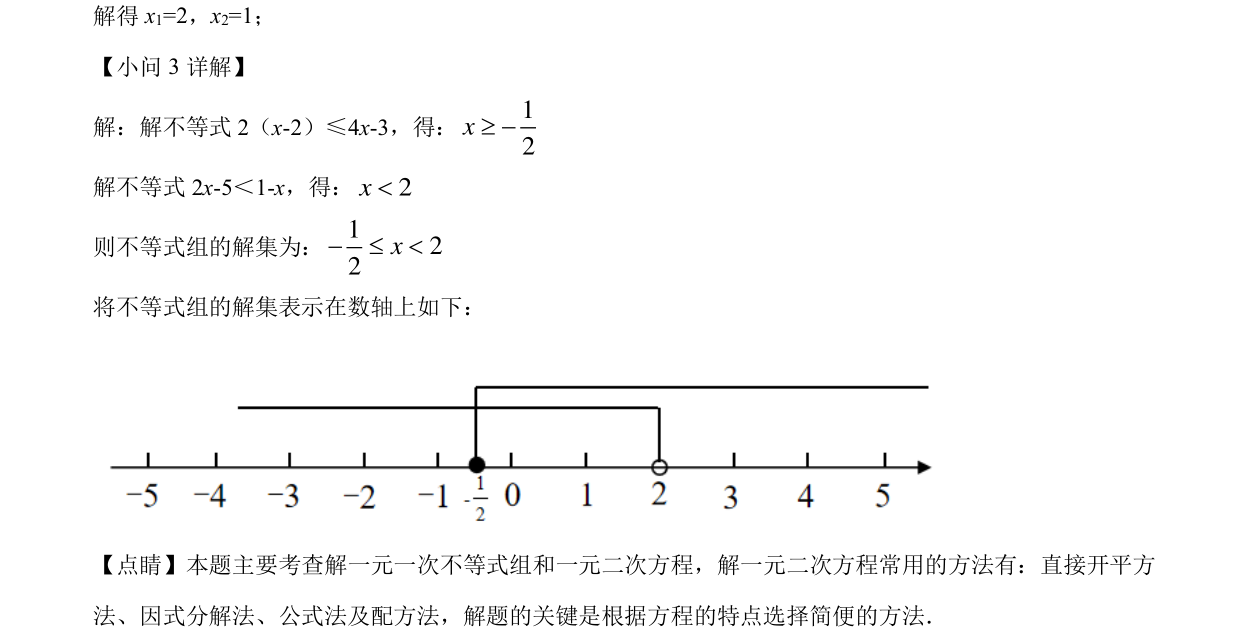 解得 x₁=2，x₂=1；
【小问 3 详解】
解：解不等式 2（x-2）≤4x-3，得：x ≥ -1/2
解不等式 2x-5＜1-x，得：x < 2
则不等式组的解集为：-1/2 ≤ x < 2
将不等式组的解集表示在数轴上如下：
−5 −4 −3 −2 −1 -1/2 0 1 2 3 4 5
【点睛】本题主要考查解一元一次不等式组和一元二次方程，解一元二次方程常用的方法有：直接开平方
法、因式分解法、公式法及配方法，解题的关键是根据方程的特点选择简便的方法．